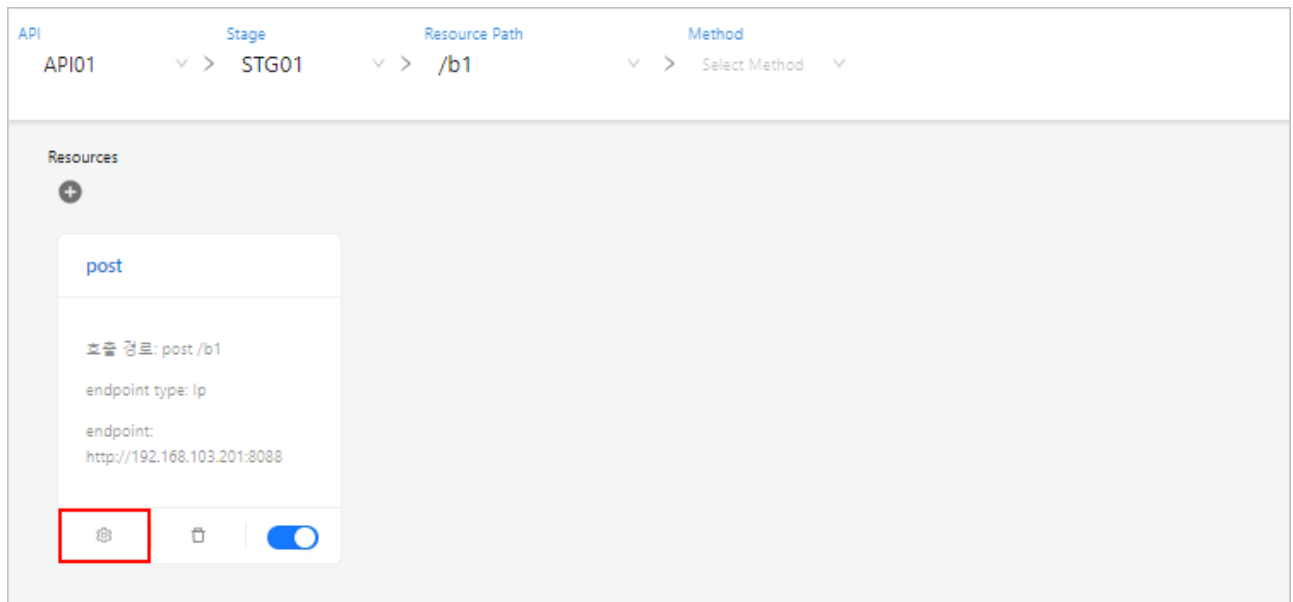 API Stage Resource Path Method
API01 > STG01 > /b1 > Select Method
Resources
post
호출 경로: post /b1
endpoint type: Ip
endpoint:
http://192.168.103.201:8088